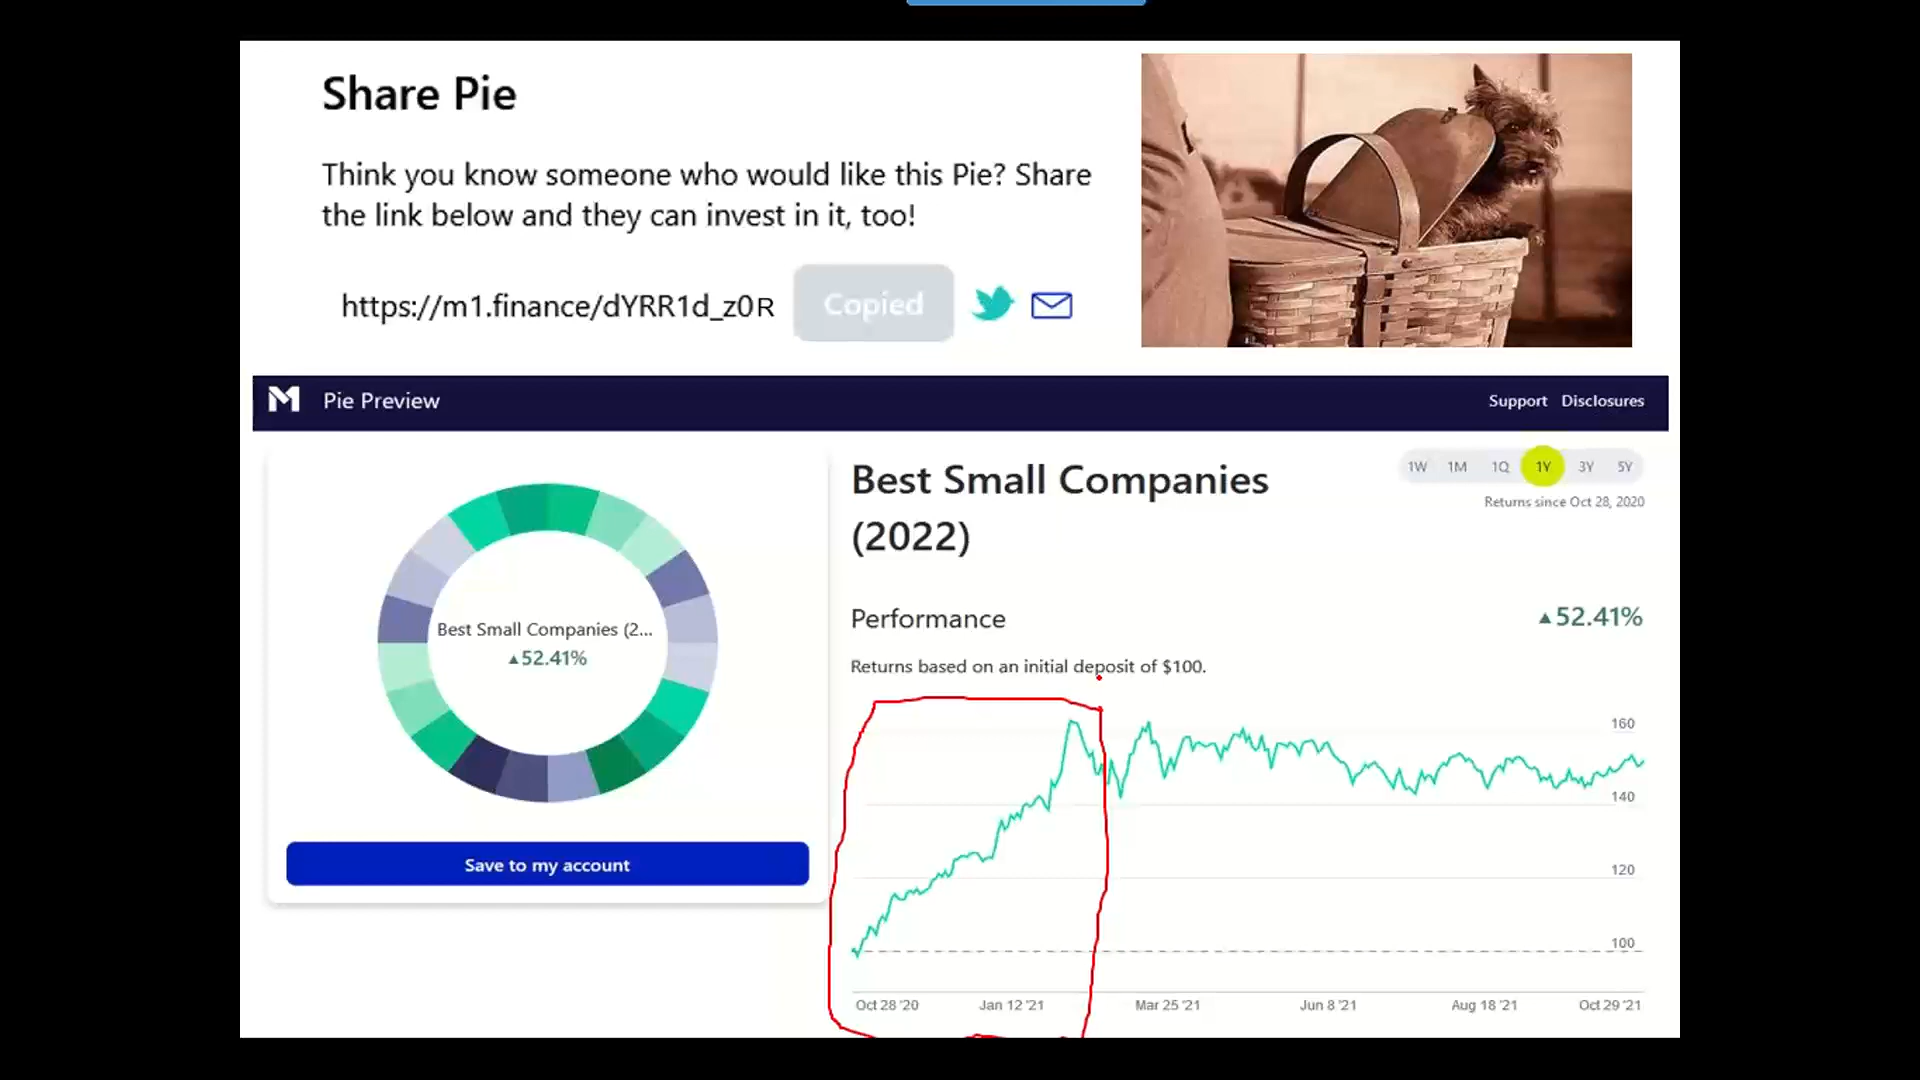 Share Pie
Think you know someone who would like this Pie? Share
the link below and they can invest in it, too!
https://m1.finance/dYRR1d_z0R
Copied
Pie Preview
Support Disclosures
Best Small Companies (2...
▲52.41%
Save to my account
Best Small Companies
(2022)
1W 1M 1Q 1Y 3Y 5Y
Returns since Oct 28, 2020
Performance
▲52.41%
Returns based on an initial deposit of $100.
160
140
120
100
Oct 28 '20 Jan 12 '21 Mar 25 '21 Jun 8 '21 Aug 18 '21 Oct 29 '21